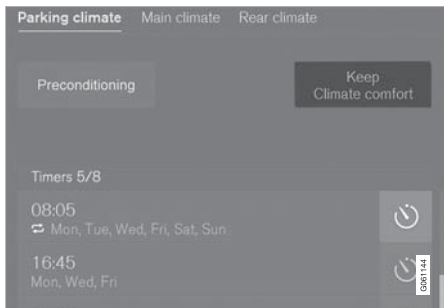 Parking climate Main climate Rear climate
Preconditioning
Keep
Climate comfort
Timers 5/8
08:05
Mon, Tue, Wed, Fri, Sat, Sun
16:45
Mon, Wed, Fri
G061144